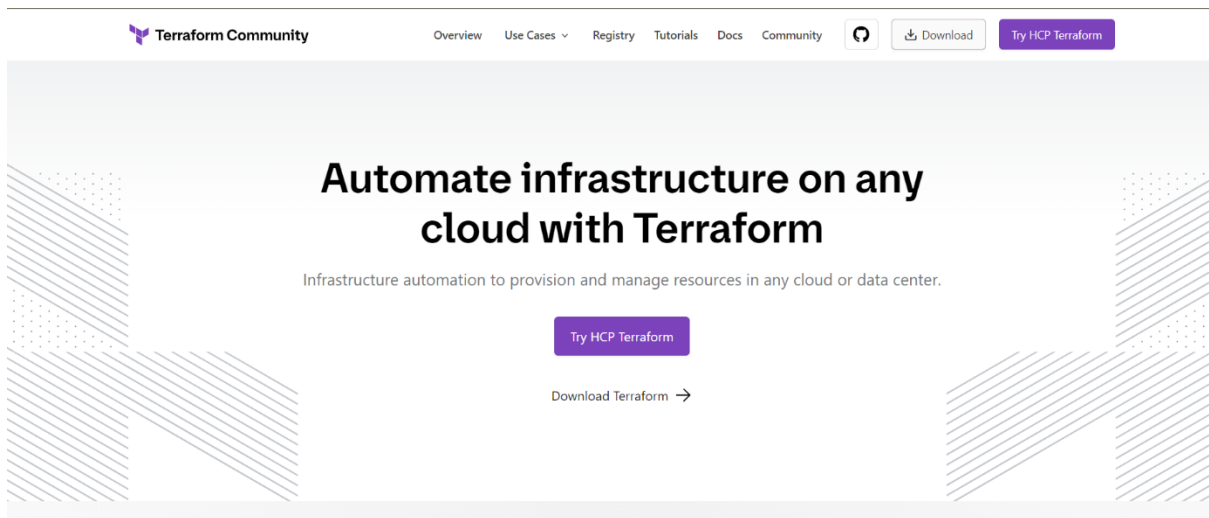 Terraform Community
Overview Use Cases Registry Tutorials Docs Community Download Try HCP Terraform
Automate infrastructure on any
cloud with Terraform
Infrastructure automation to provision and manage resources in any cloud or data center.
Try HCP Terraform
Download Terraform